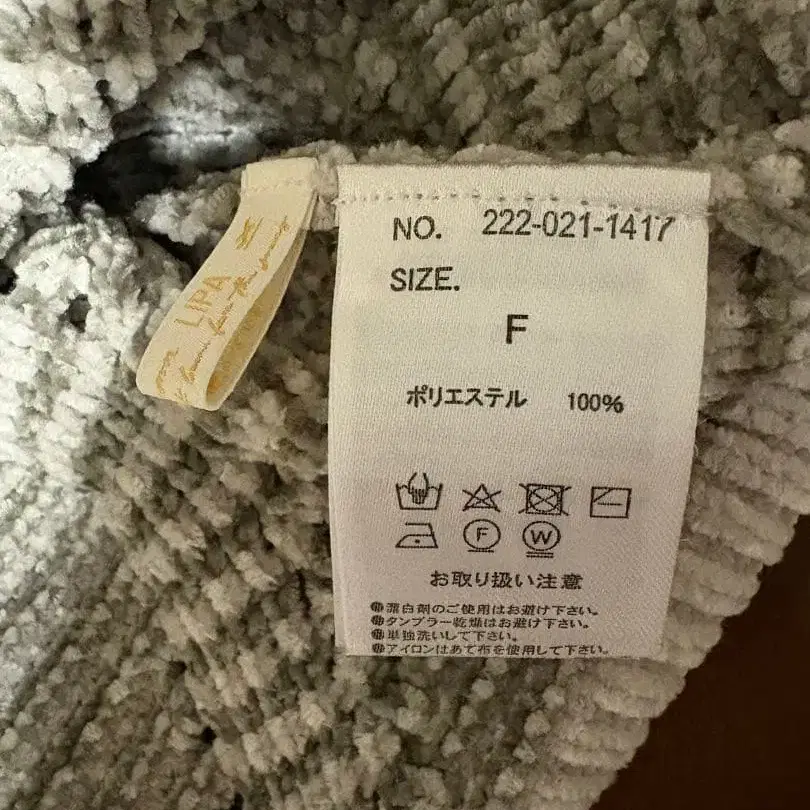 NO. 222-021-1417
SIZE.
F
ポリエステル 100%
F W
お取り扱い注意
漂白剤のご使用はお避け下さい。
タンブラー乾燥はお避け下さい。
単独洗いして下さい。
アイロンはあて布を使用して下さい。
LIPA